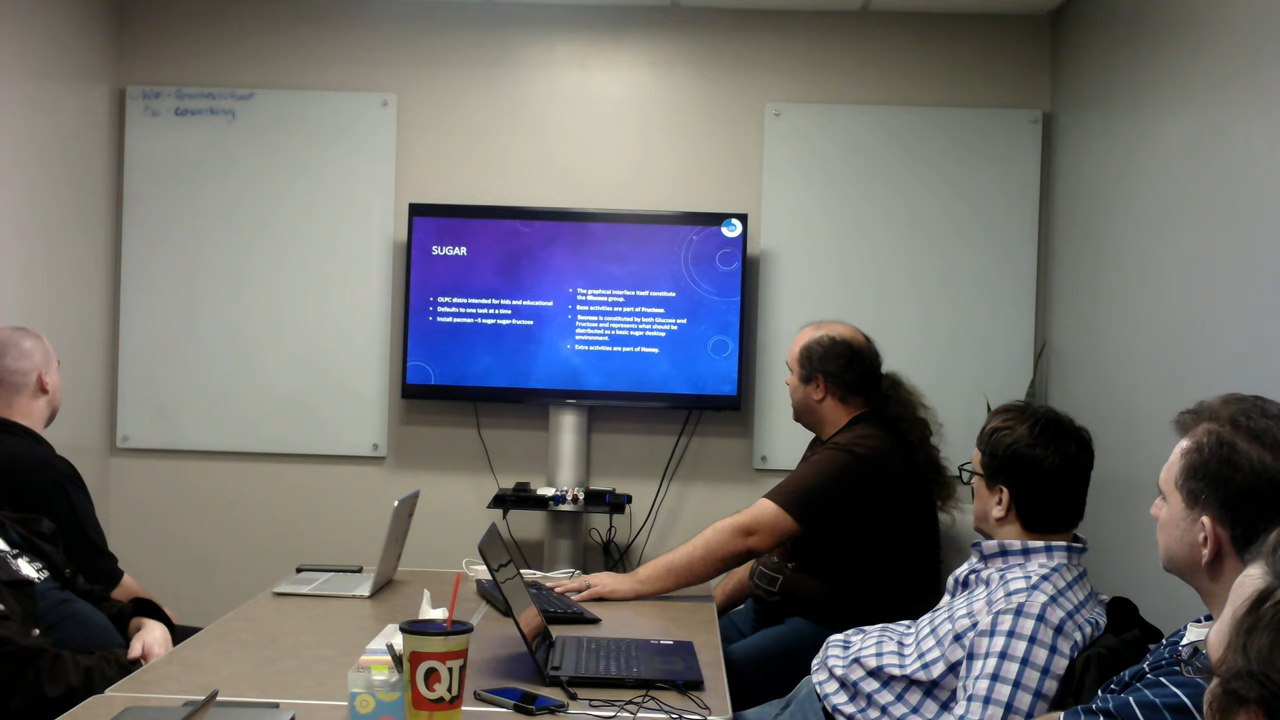 coworking
SUGAR
• OLPC distro intended for kids and educational
• Defaults to one task at a time
• Install pacman -S sugar sugar-fructose
• The graphical interface itself constitute
the Glucose group.
• Base activities are part of Fructose.
• Sucrose is constituted by both Glucose and
Fructose and represents what should be
distributed as a basic sugar desktop
environment.
• Extra activities are part of Honey.
QT